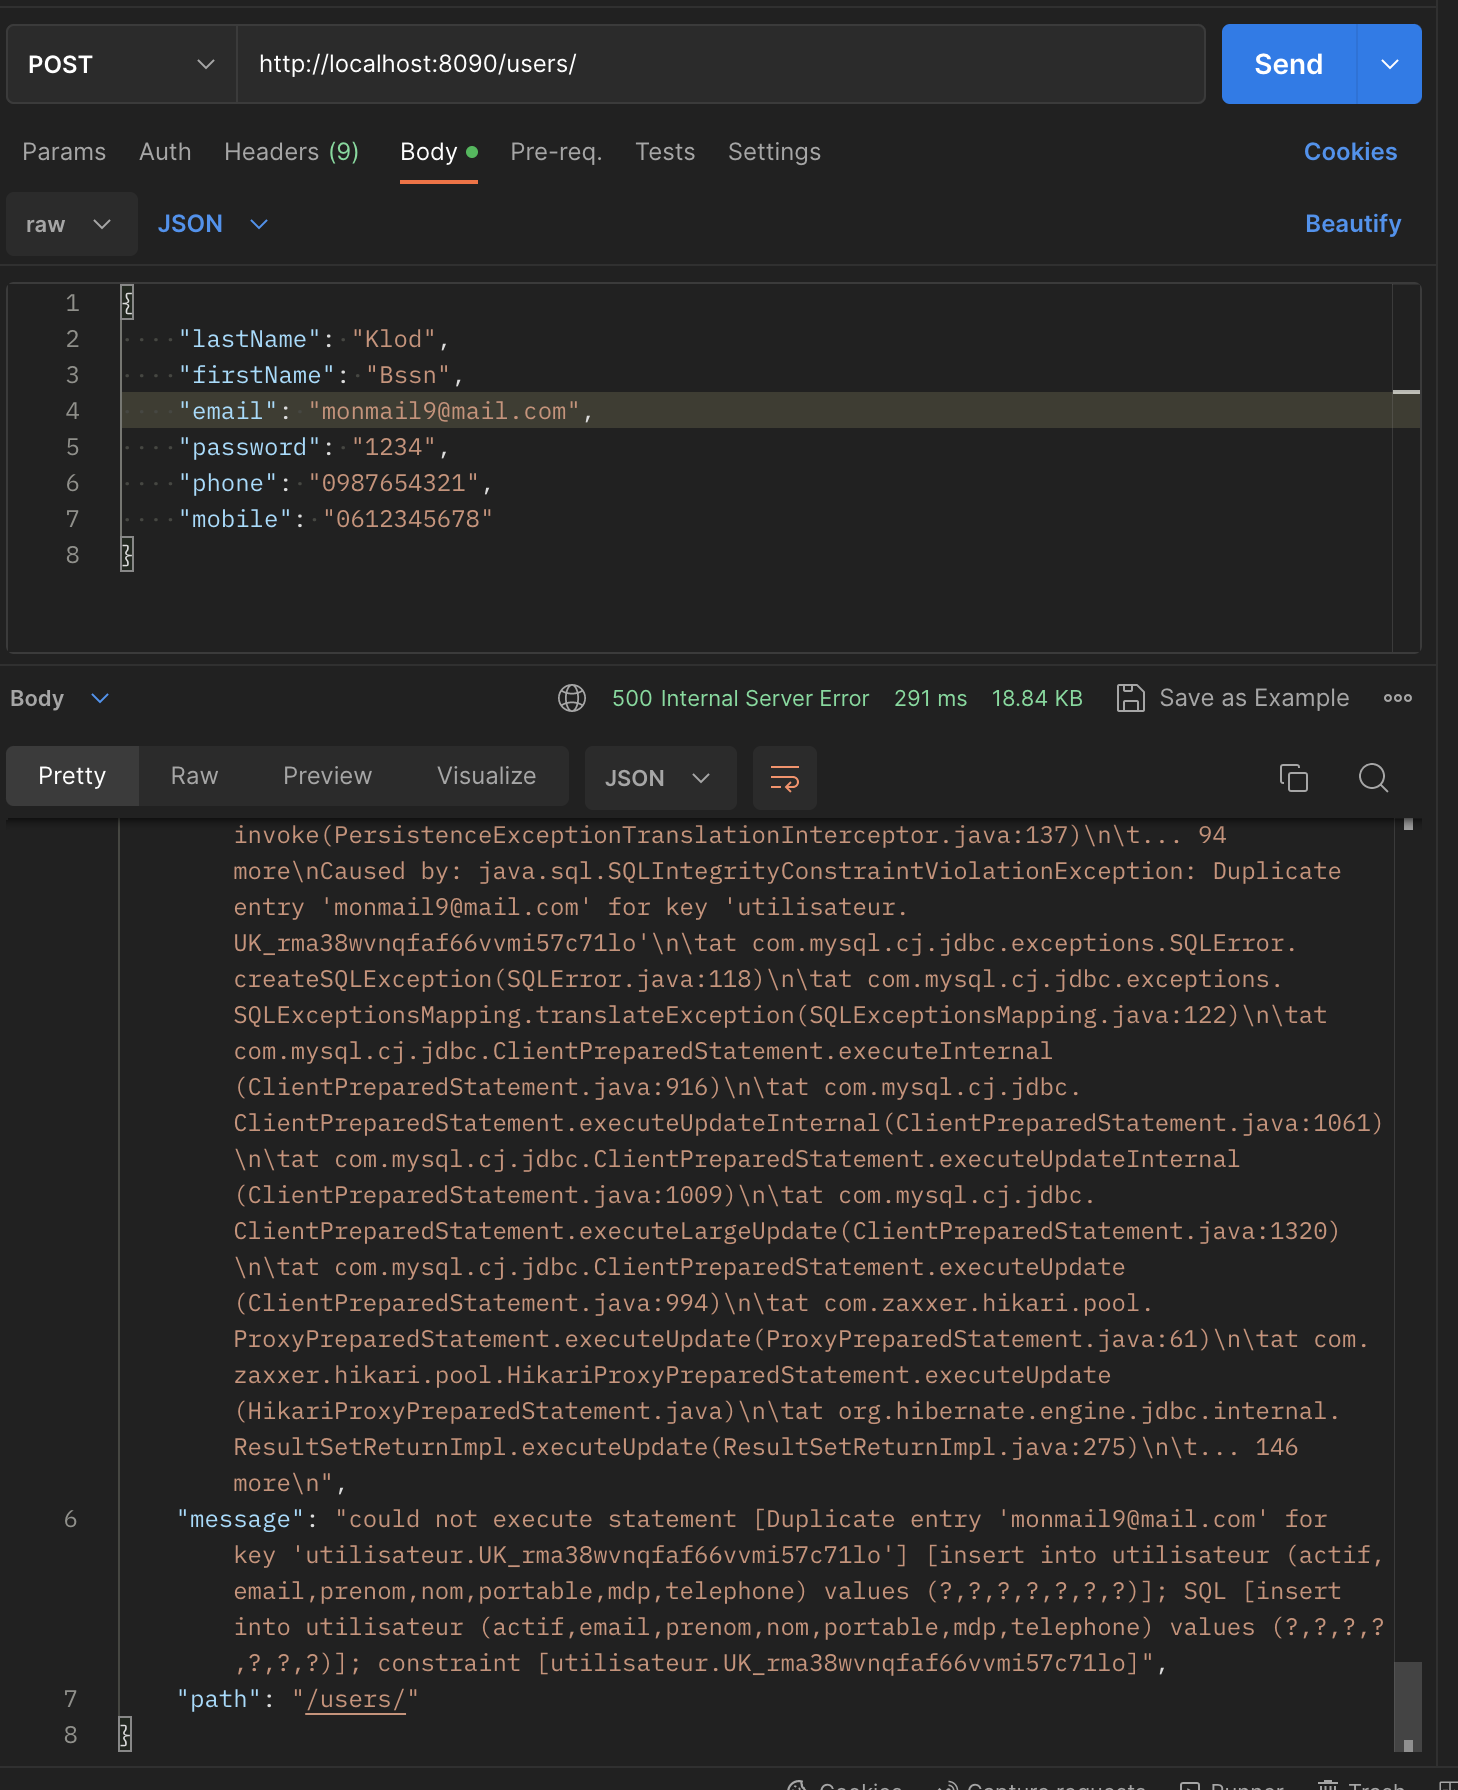 POST http://localhost:8090/users/ Send
Params Auth Headers (9) Body Pre-req. Tests Settings Cookies
raw JSON Beautify
1 {
2 "lastName": "Klod",
3 "firstName": "Bssn",
4 "email": "monmail9@mail.com",
5 "password": "1234",
6 "phone": "0987654321",
7 "mobile": "0612345678"
8 }
Body 500 Internal Server Error 291 ms 18.84 KB Save as Example
Pretty Raw Preview Visualize JSON
invoke(PersistenceExceptionTranslationInterceptor.java:137)\n\t... 94
more\nCaused by: java.sql.SQLIntegrityConstraintViolationException: Duplicate
entry 'monmail9@mail.com' for key 'utilisateur.
UK_rma38wvnqfaf66vvmi57c71lo'\n\tat com.mysql.cj.jdbc.exceptions.SQLError.
createSQLException(SQLError.java:118)\n\tat com.mysql.cj.jdbc.exceptions.
SQLExceptionsMapping.translateException(SQLExceptionsMapping.java:122)\n\tat
com.mysql.cj.jdbc.ClientPreparedStatement.executeInternal
(ClientPreparedStatement.java:916)\n\tat com.mysql.cj.jdbc.
ClientPreparedStatement.executeUpdateInternal(ClientPreparedStatement.java:1061)
\n\tat com.mysql.cj.jdbc.ClientPreparedStatement.executeUpdateInternal
(ClientPreparedStatement.java:1009)\n\tat com.mysql.cj.jdbc.
ClientPreparedStatement.executeLargeUpdate(ClientPreparedStatement.java:1320)
\n\tat com.mysql.cj.jdbc.ClientPreparedStatement.executeUpdate
(ClientPreparedStatement.java:994)\n\tat com.zaxxer.hikari.pool.
ProxyPreparedStatement.executeUpdate(ProxyPreparedStatement.java:61)\n\tat com.
zaxxer.hikari.pool.HikariProxyPreparedStatement.executeUpdate
(HikariProxyPreparedStatement.java)\n\tat org.hibernate.engine.jdbc.internal.
ResultSetReturnImpl.executeUpdate(ResultSetReturnImpl.java:275)\n\t... 146
more\n",
6 "message": "could not execute statement [Duplicate entry 'monmail9@mail.com' for
key 'utilisateur.UK_rma38wvnqfaf66vvmi57c71lo'] [insert into utilisateur (actif,
email,prenom,nom,portable,mdp,telephone) values (?,?,?,?,?,?,?)]; SQL [insert
into utilisateur (actif,email,prenom,nom,portable,mdp,telephone) values (?,?,?,?
,?,?,?)]; constraint [utilisateur.UK_rma38wvnqfaf66vvmi57c71lo]",
7 "path": "/users/"
8 }
Cookies Capture requests Runner Trash